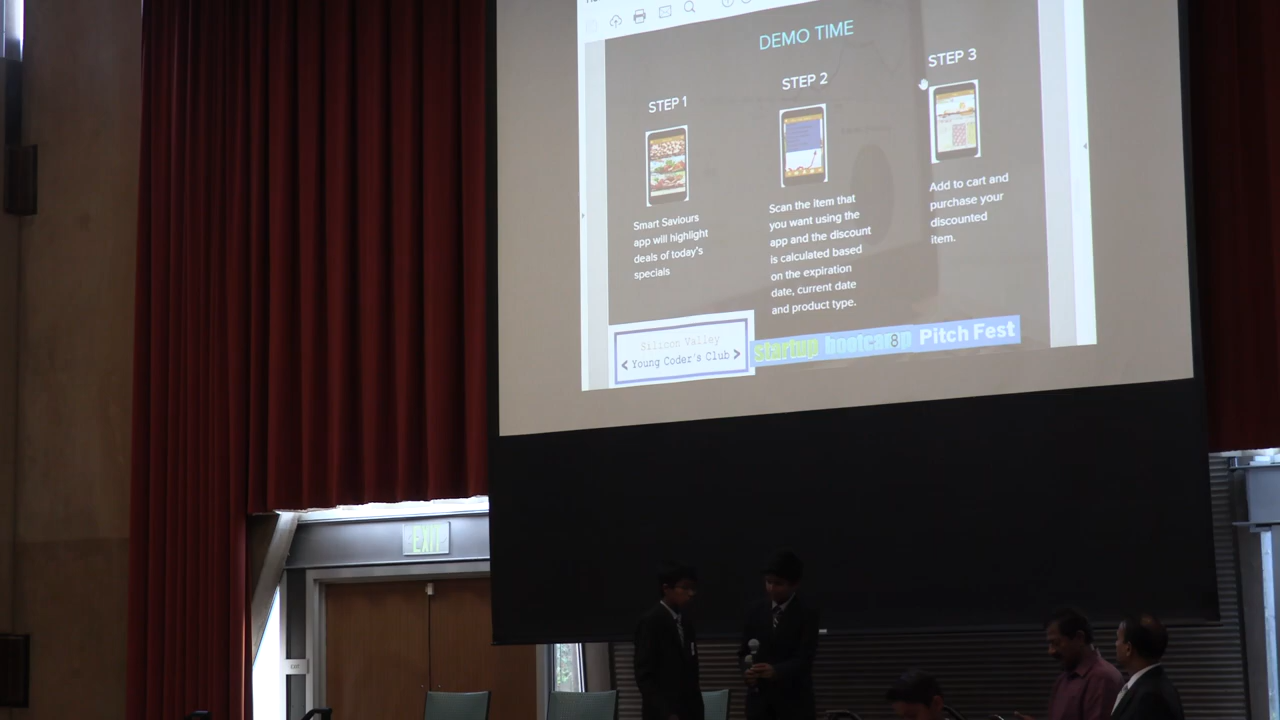 DEMO TIME
STEP 1
Smart Saviours
app will highlight
deals of today's
specials
STEP 2
Scan the item that
you want using the
app and the discount
is calculated based
on the expiration
date, current date
and product type.
STEP 3
Add to cart and
purchase your
discounted
item.
Silicon Valley
< Young Coder's Club >
startup bootcamp Pitch Fest
8
EXIT